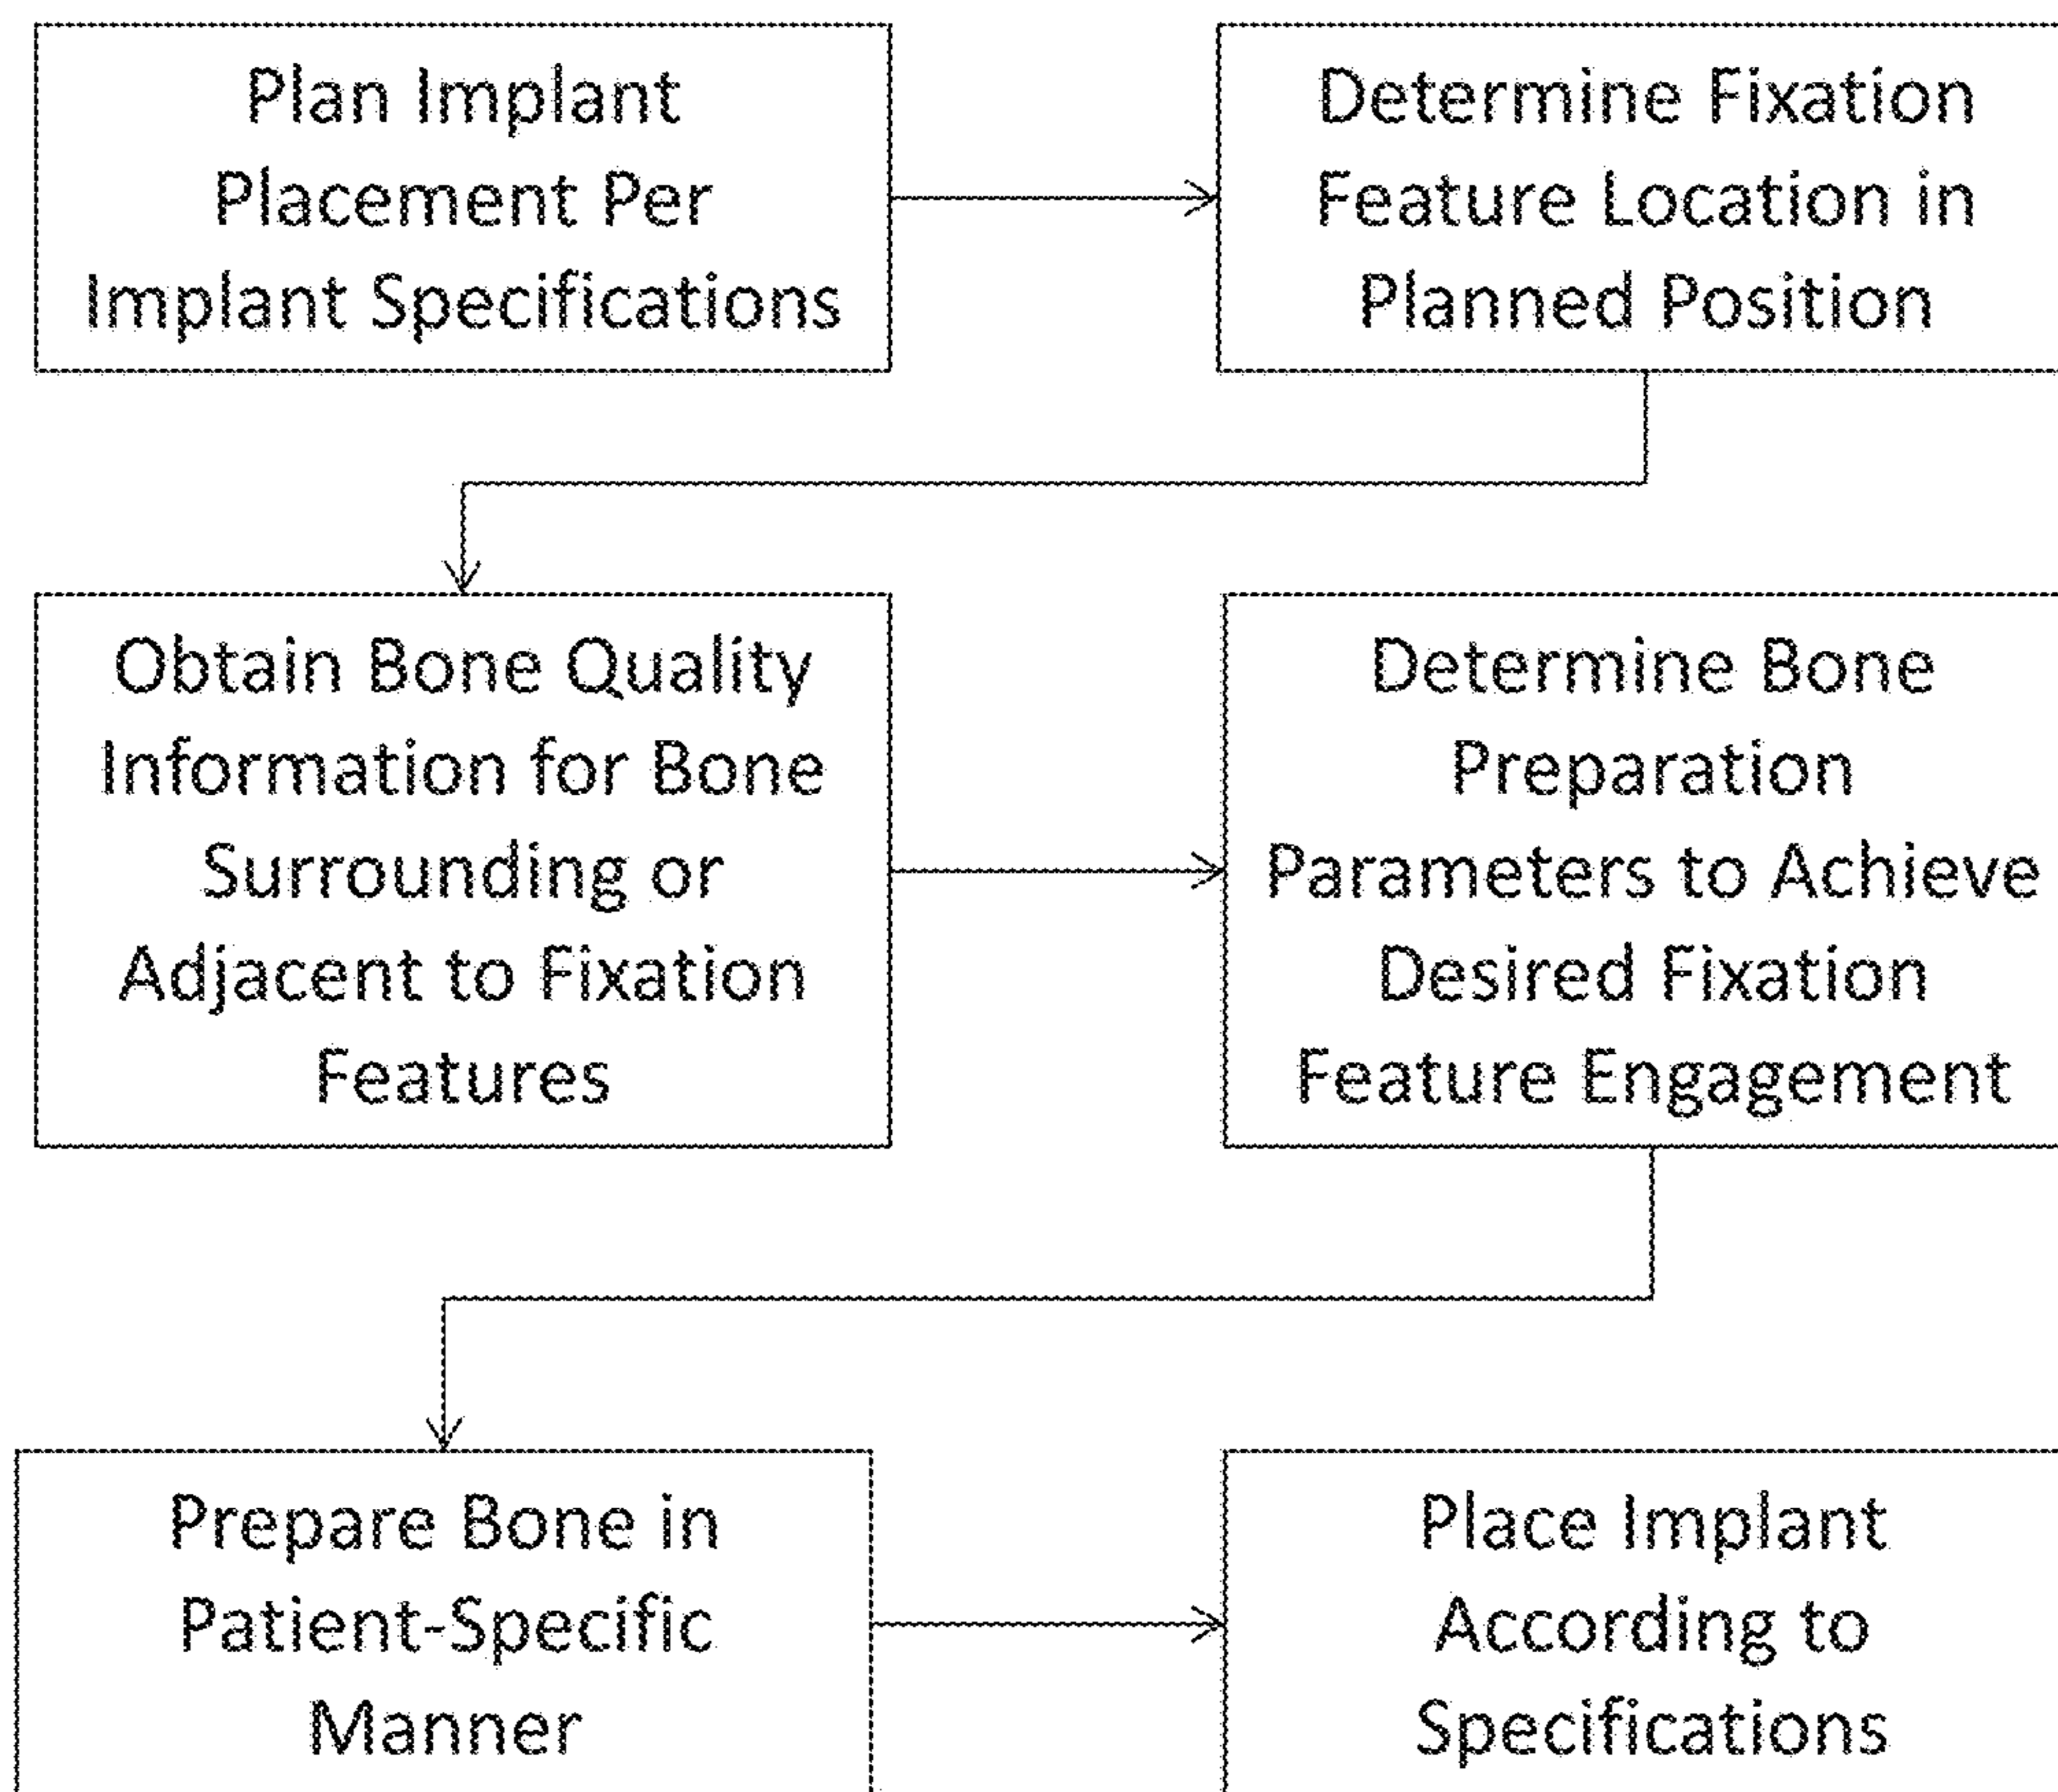 Plan Implant
Placement Per
Implant Specifications
Determine Fixation
Feature Location in
Planned Position
Obtain Bone Quality
Information for Bone
Surrounding or
Adjacent to Fixation
Features
Determine Bone
Preparation
Parameters to Achieve
Desired Fixation
Feature Engagement
Prepare Bone in
Patient-Specific
Manner
Place Implant
According to
Specifications